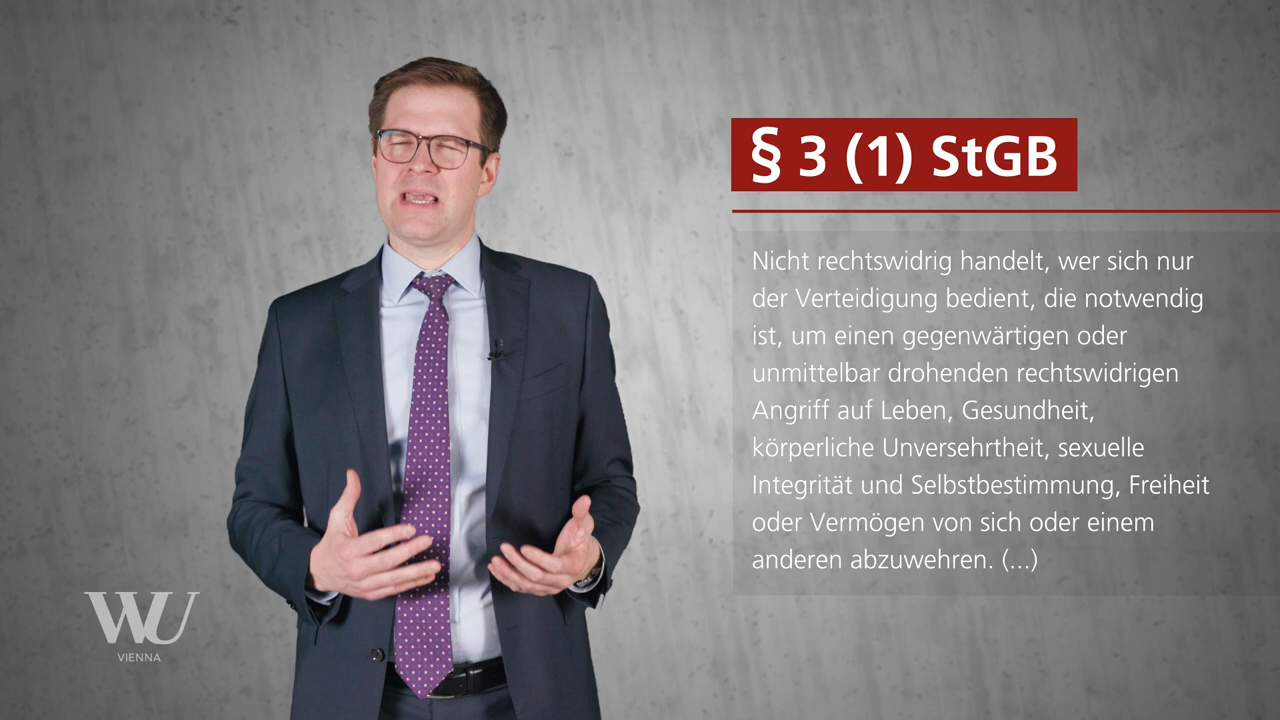 § 3 (1) StGB
Nicht rechtswidrig handelt, wer sich nur
der Verteidigung bedient, die notwendig
ist, um einen gegenwärtigen oder
unmittelbar drohenden rechtswidrigen
Angriff auf Leben, Gesundheit,
körperliche Unversehrtheit, sexuelle
Integrität und Selbstbestimmung, Freiheit
oder Vermögen von sich oder einem
anderen abzuwehren. (...)
WU
VIENNA